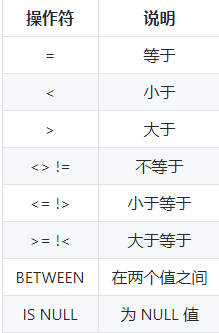 操作符 说明
= 等于
< 小于
> 大于
<> != 不等于
<= !> 小于等于
>= !< 大于等于
BETWEEN 在两个值之间
IS NULL 为 NULL 值